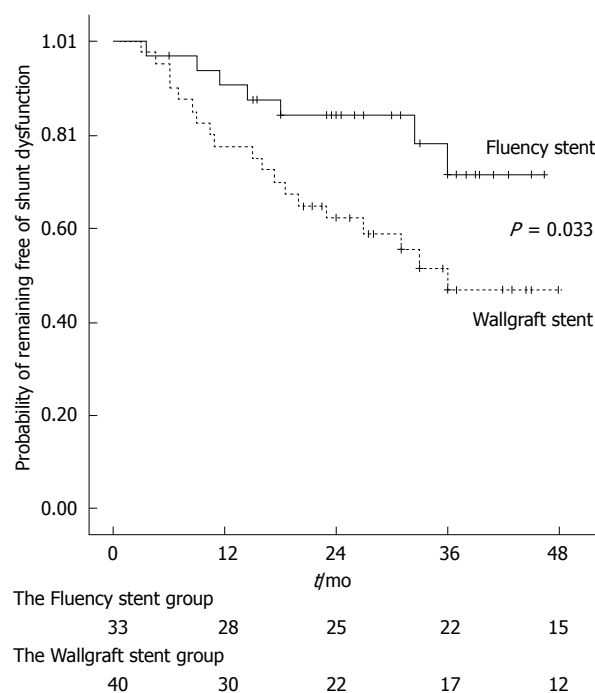 Probability of remaining free of shunt dysfunction
1.01
0.81
0.60
0.40
0.20
0.00
Fluency stent
P = 0.033
Wallgraft stent
0 12 24 36 48
t/mo
The Fluency stent group
33 28 25 22 15
The Wallgraft stent group
40 30 22 17 12